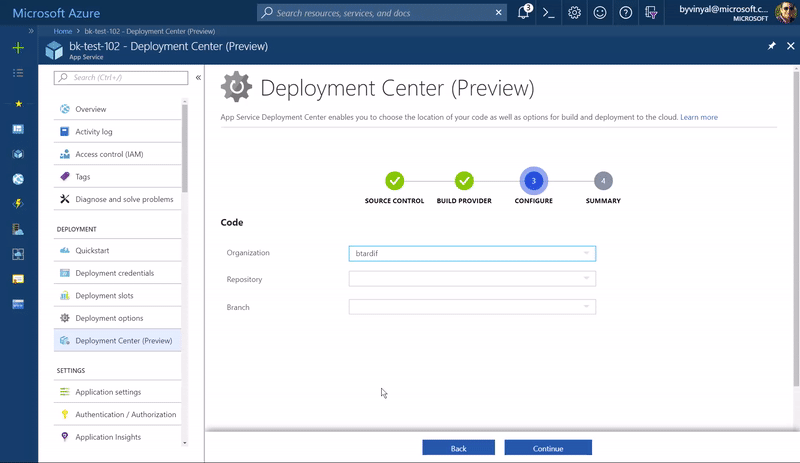 Microsoft Azure
Search resources, services, and docs
3
byvinyal@microsoft.c...
MICROSOFT
Home > bk-test-102 - Deployment Center (Preview)
bk-test-102 - Deployment Center (Preview)
App Service
Search (Ctrl+/)
Overview
Activity log
Access control (IAM)
Tags
Diagnose and solve problems
DEPLOYMENT
Quickstart
Deployment credentials
Deployment slots
Deployment options
Deployment Center (Preview)
SETTINGS
Application settings
Authentication / Authorization
Application Insights
Deployment Center (Preview)
App Service Deployment Center enables you to choose the location of your code as well as options for build and deployment to the cloud. Learn more
3
4
SOURCE CONTROL
BUILD PROVIDER
CONFIGURE
SUMMARY
Code
Organization
btardif
Repository
Branch
Back
Continue